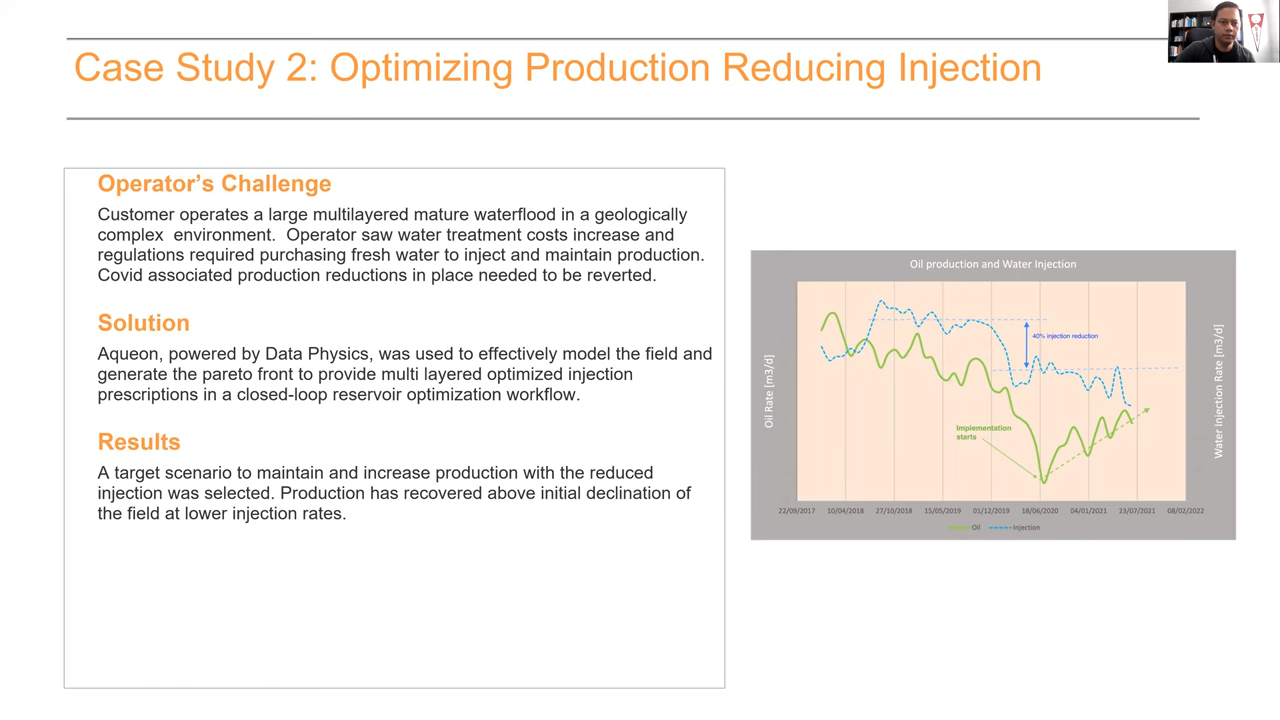 Case Study 2: Optimizing Production Reducing Injection
Operator's Challenge
Customer operates a large multilayered mature waterflood in a geologically
complex environment. Operator saw water treatment costs increase and
regulations required purchasing fresh water to inject and maintain production.
Covid associated production reductions in place needed to be reverted.
Solution
Aqueon, powered by Data Physics, was used to effectively model the field and
generate the pareto front to provide multi layered optimized injection
prescriptions in a closed-loop reservoir optimization workflow.
Results
A target scenario to maintain and increase production with the reduced
injection was selected. Production has recovered above initial declination of
the field at lower injection rates.
Oil production and Water Injection
Oil Rate [m3/d]
40% injection reduction
Implementation
starts
Water Injection Rate [m3/d]
22/09/2017 10/04/2018 27/10/2018 15/05/2019 01/12/2019 18/06/2020 04/01/2021 23/07/2021 08/02/2022
Oil Injection